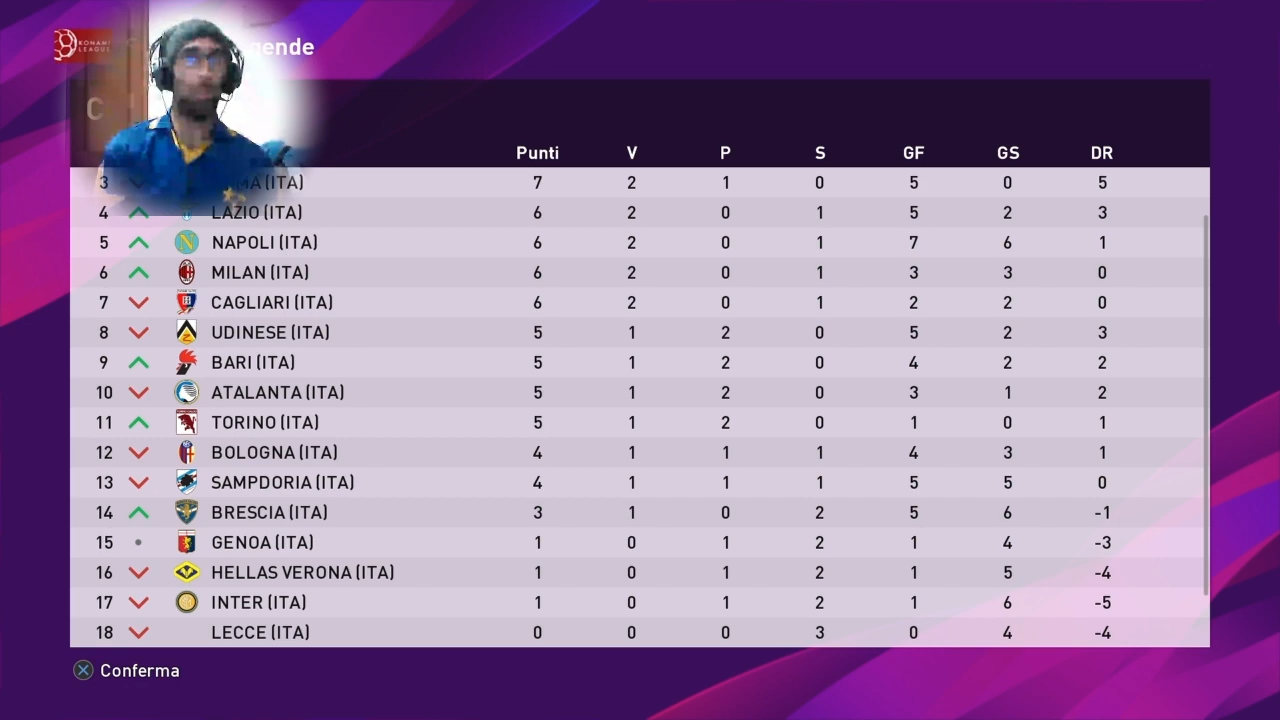 KONAMI LEAGUE
gende
C
Punti V P S GF GS DR
3 MA (ITA) 7 2 1 0 5 0 5
4 LAZIO (ITA) 6 2 0 1 5 2 3
5 NAPOLI (ITA) 6 2 0 1 7 6 1
6 MILAN (ITA) 6 2 0 1 3 3 0
7 CAGLIARI (ITA) 6 2 0 1 2 2 0
8 UDINESE (ITA) 5 1 2 0 5 2 3
9 BARI (ITA) 5 1 2 0 4 2 2
10 ATALANTA (ITA) 5 1 2 0 3 1 2
11 TORINO (ITA) 5 1 2 0 1 0 1
12 BOLOGNA (ITA) 4 1 1 1 4 3 1
13 SAMPDORIA (ITA) 4 1 1 1 5 5 0
14 BRESCIA (ITA) 3 1 0 2 5 6 -1
15 GENOA (ITA) 1 0 1 2 1 4 -3
16 HELLAS VERONA (ITA) 1 0 1 2 1 5 -4
17 INTER (ITA) 1 0 1 2 1 6 -5
18 LECCE (ITA) 0 0 0 3 0 4 -4
Conferma